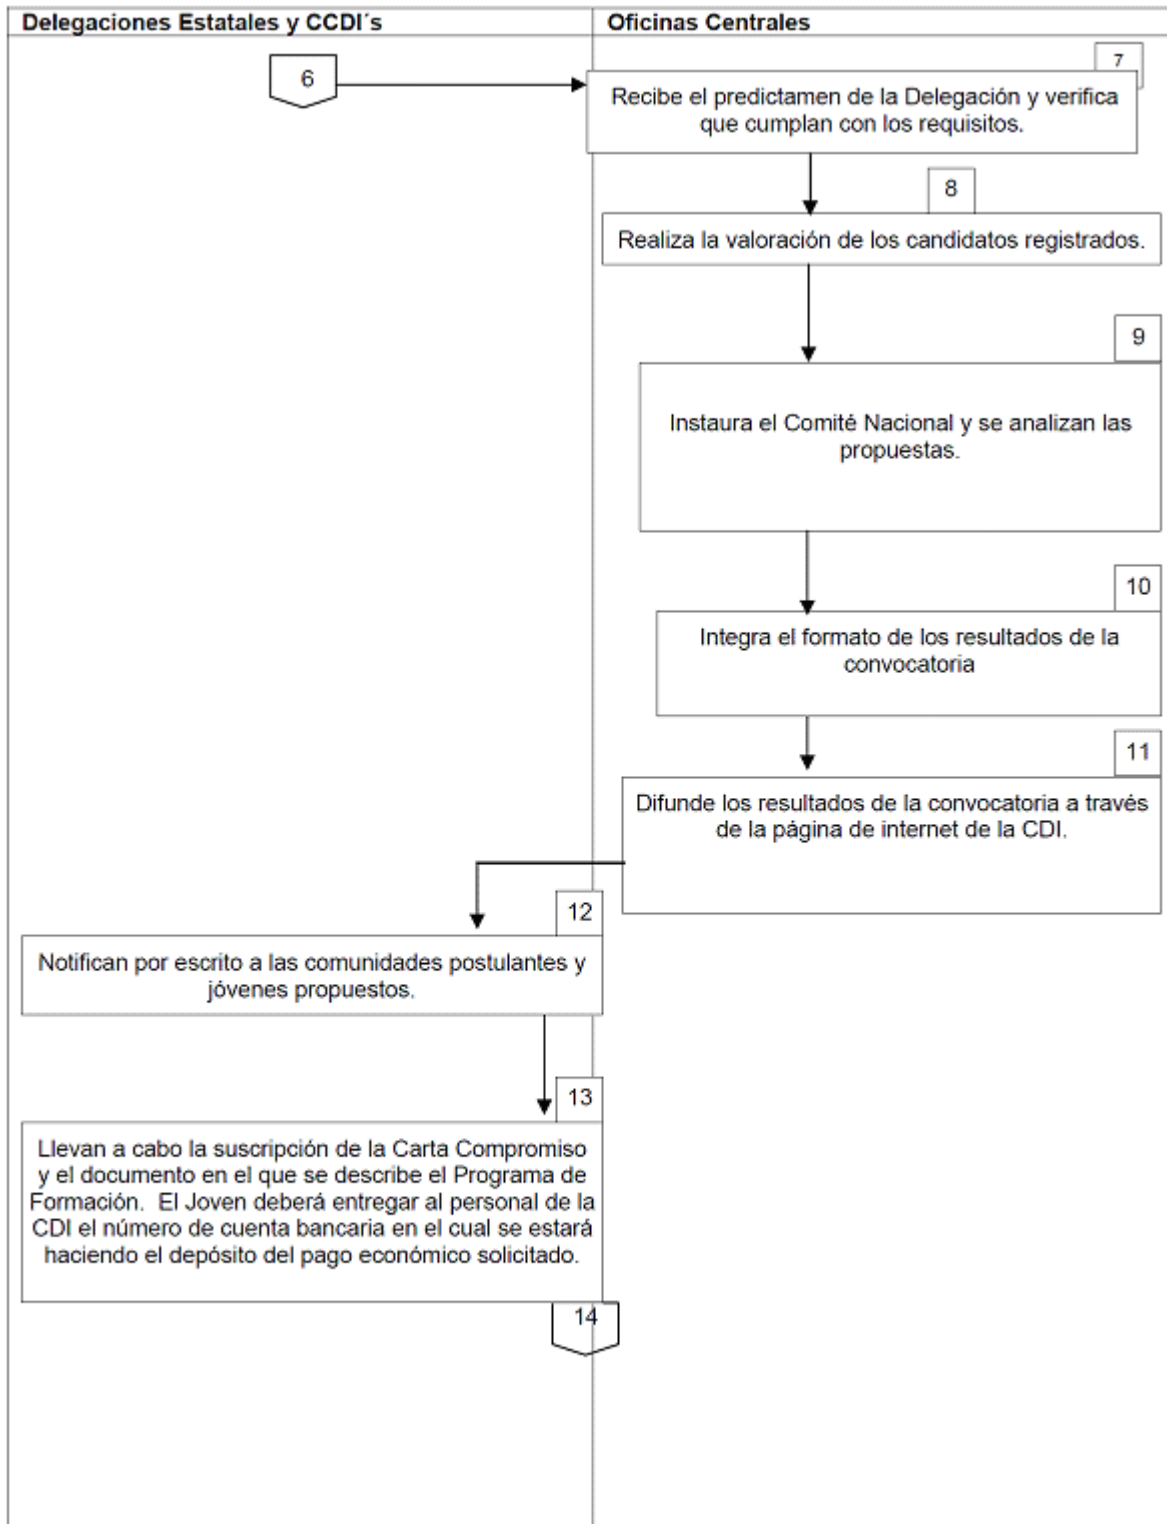 Delegaciones Estatales y CCDI´s
Oficinas Centrales
6
7
Recibe el predictamen de la Delegación y verifica
que cumplan con los requisitos.
8
Realiza la valoración de los candidatos registrados.
9
Instaura el Comité Nacional y se analizan las
propuestas.
10
Integra el formato de los resultados de la
convocatoria
11
Difunde los resultados de la convocatoria a través
de la página de internet de la CDI.
12
Notifican por escrito a las comunidades postulantes y
jóvenes propuestos.
13
Llevan a cabo la suscripción de la Carta Compromiso
y el documento en el que se describe el Programa de
Formación.  El Joven deberá entregar al personal de la
CDI el número de cuenta bancaria en el cual se estará
haciendo el depósito del pago económico solicitado.
14